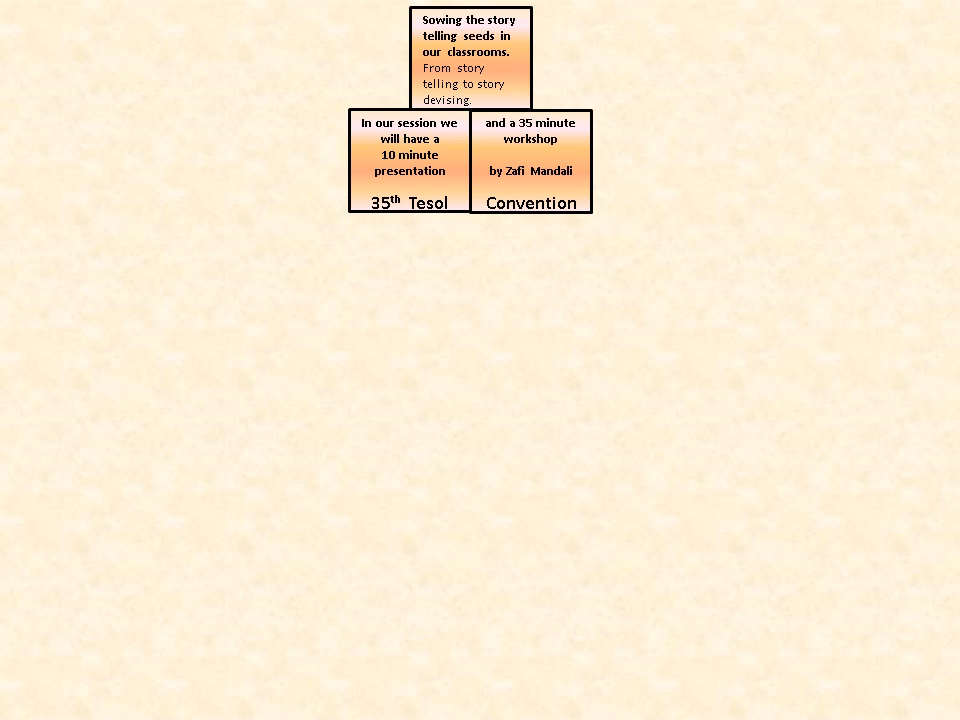 Sowing the story
telling seeds in
our classrooms.
From story
telling to story
devising.
In our session we
will have a
10 minute
presentation
35th Tesol
and a 35 minute
workshop
by Zafi Mandali
Convention